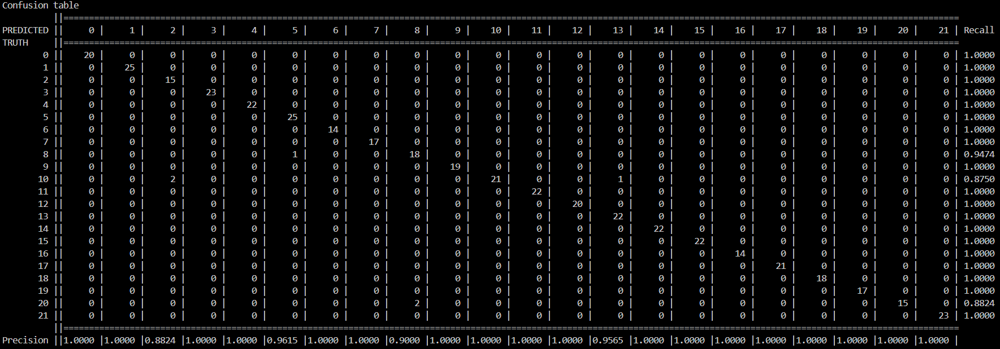 Confusion table
||================================================================================================================================================================================
PREDICTED ||     0 |     1 |     2 |     3 |     4 |     5 |     6 |     7 |     8 |     9 |    10 |    11 |    12 |    13 |    14 |    15 |    16 |    17 |    18 |    19 |    20 |    21 | Recall
TRUTH     ||================================================================================================================================================================================
0 ||    20 |     0 |     0 |     0 |     0 |     0 |     0 |     0 |     0 |     0 |     0 |     0 |     0 |     0 |     0 |     0 |     0 |     0 |     0 |     0 |     0 |     0 | 1.0000
1 ||     0 |    25 |     0 |     0 |     0 |     0 |     0 |     0 |     0 |     0 |     0 |     0 |     0 |     0 |     0 |     0 |     0 |     0 |     0 |     0 |     0 |     0 | 1.0000
2 ||     0 |     0 |    15 |     0 |     0 |     0 |     0 |     0 |     0 |     0 |     0 |     0 |     0 |     0 |     0 |     0 |     0 |     0 |     0 |     0 |     0 |     0 | 1.0000
3 ||     0 |     0 |     0 |    23 |     0 |     0 |     0 |     0 |     0 |     0 |     0 |     0 |     0 |     0 |     0 |     0 |     0 |     0 |     0 |     0 |     0 |     0 | 1.0000
4 ||     0 |     0 |     0 |     0 |    22 |     0 |     0 |     0 |     0 |     0 |     0 |     0 |     0 |     0 |     0 |     0 |     0 |     0 |     0 |     0 |     0 |     0 | 1.0000
5 ||     0 |     0 |     0 |     0 |     0 |    25 |     0 |     0 |     0 |     0 |     0 |     0 |     0 |     0 |     0 |     0 |     0 |     0 |     0 |     0 |     0 |     0 | 1.0000
6 ||     0 |     0 |     0 |     0 |     0 |     0 |    14 |     0 |     0 |     0 |     0 |     0 |     0 |     0 |     0 |     0 |     0 |     0 |     0 |     0 |     0 |     0 | 1.0000
7 ||     0 |     0 |     0 |     0 |     0 |     0 |     0 |    17 |     0 |     0 |     0 |     0 |     0 |     0 |     0 |     0 |     0 |     0 |     0 |     0 |     0 |     0 | 1.0000
8 ||     0 |     0 |     0 |     0 |     0 |     1 |     0 |     0 |    18 |     0 |     0 |     0 |     0 |     0 |     0 |     0 |     0 |     0 |     0 |     0 |     0 |     0 | 0.9474
9 ||     0 |     0 |     0 |     0 |     0 |     0 |     0 |     0 |     0 |    19 |     0 |     0 |     0 |     0 |     0 |     0 |     0 |     0 |     0 |     0 |     0 |     0 | 1.0000
10 ||     0 |     0 |     2 |     0 |     0 |     0 |     0 |     0 |     0 |     0 |    21 |     0 |     0 |     1 |     0 |     0 |     0 |     0 |     0 |     0 |     0 |     0 | 0.8750
11 ||     0 |     0 |     0 |     0 |     0 |     0 |     0 |     0 |     0 |     0 |     0 |    22 |     0 |     0 |     0 |     0 |     0 |     0 |     0 |     0 |     0 |     0 | 1.0000
12 ||     0 |     0 |     0 |     0 |     0 |     0 |     0 |     0 |     0 |     0 |     0 |     0 |    20 |     0 |     0 |     0 |     0 |     0 |     0 |     0 |     0 |     0 | 1.0000
13 ||     0 |     0 |     0 |     0 |     0 |     0 |     0 |     0 |     0 |     0 |     0 |     0 |     0 |    22 |     0 |     0 |     0 |     0 |     0 |     0 |     0 |     0 | 1.0000
14 ||     0 |     0 |     0 |     0 |     0 |     0 |     0 |     0 |     0 |     0 |     0 |     0 |     0 |     0 |    22 |     0 |     0 |     0 |     0 |     0 |     0 |     0 | 1.0000
15 ||     0 |     0 |     0 |     0 |     0 |     0 |     0 |     0 |     0 |     0 |     0 |     0 |     0 |     0 |     0 |    22 |     0 |     0 |     0 |     0 |     0 |     0 | 1.0000
16 ||     0 |     0 |     0 |     0 |     0 |     0 |     0 |     0 |     0 |     0 |     0 |     0 |     0 |     0 |     0 |     0 |    14 |     0 |     0 |     0 |     0 |     0 | 1.0000
17 ||     0 |     0 |     0 |     0 |     0 |     0 |     0 |     0 |     0 |     0 |     0 |     0 |     0 |     0 |     0 |     0 |     0 |    21 |     0 |     0 |     0 |     0 | 1.0000
18 ||     0 |     0 |     0 |     0 |     0 |     0 |     0 |     0 |     0 |     0 |     0 |     0 |     0 |     0 |     0 |     0 |     0 |     0 |    18 |     0 |     0 |     0 | 1.0000
19 ||     0 |     0 |     0 |     0 |     0 |     0 |     0 |     0 |     0 |     0 |     0 |     0 |     0 |     0 |     0 |     0 |     0 |     0 |     0 |    17 |     0 |     0 | 1.0000
20 ||     0 |     0 |     0 |     0 |     0 |     0 |     0 |     0 |     2 |     0 |     0 |     0 |     0 |     0 |     0 |     0 |     0 |     0 |     0 |     0 |    15 |     0 | 0.8824
21 ||     0 |     0 |     0 |     0 |     0 |     0 |     0 |     0 |     0 |     0 |     0 |     0 |     0 |     0 |     0 |     0 |     0 |     0 |     0 |     0 |     0 |    23 | 1.0000
||================================================================================================================================================================================
Precision ||1.0000 |1.0000 |0.8824 |1.0000 |1.0000 |0.9615 |1.0000 |1.0000 |0.9000 |1.0000 |1.0000 |1.0000 |1.0000 |0.9565 |1.0000 |1.0000 |1.0000 |1.0000 |1.0000 |1.0000 |1.0000 |1.0000 |